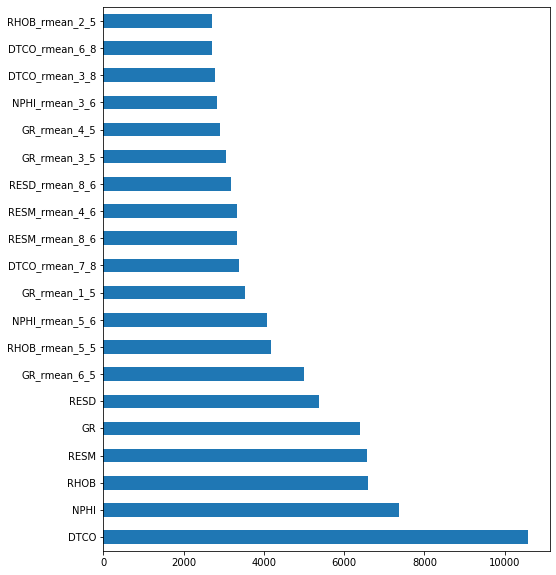 RHOB_rmean_2_5
DTCO_rmean_6_8
DTCO_rmean_3_8
NPHI_rmean_3_6
GR_rmean_4_5
GR_rmean_3_5
RESD_rmean_8_6
RESM_rmean_4_6
RESM_rmean_8_6
DTCO_rmean_7_8
GR_rmean_1_5
NPHI_rmean_5_6
RHOB_rmean_5_5
GR_rmean_6_5
RESD
GR
RESM
RHOB
NPHI
DTCO
0 2000 4000 6000 8000 10000